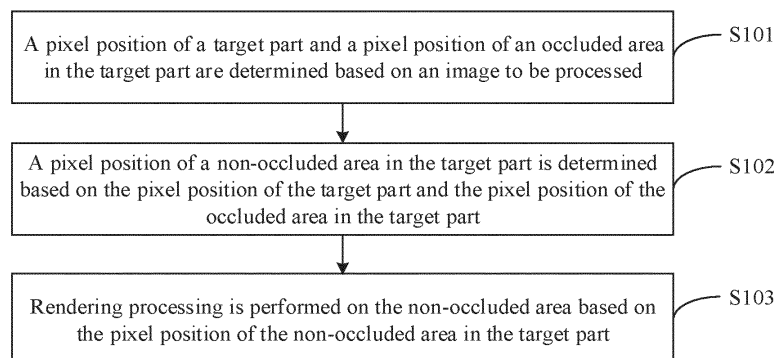 A pixel position of a target part and a pixel position of an occluded area
in the target part are determined based on an image to be processed
S101
A pixel position of a non-occluded area in the target part is determined
based on the pixel position of the target part and the pixel position of the
occluded area in the target part
S102
Rendering processing is performed on the non-occluded area based on
the pixel position of the non-occluded area in the target part
S103